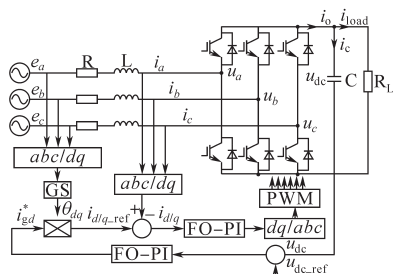 i_o i_load
i_c
e_a R L i_a
u_a u_dc C R_L
e_b i_b u_b
e_c i_c u_c
abc/dq
abc/dq
GS PWM
i*_gd θ_dq i_d/q_ref + − i_d/q FO-PI dq/abc
FO-PI u_dc
u_dc_ref